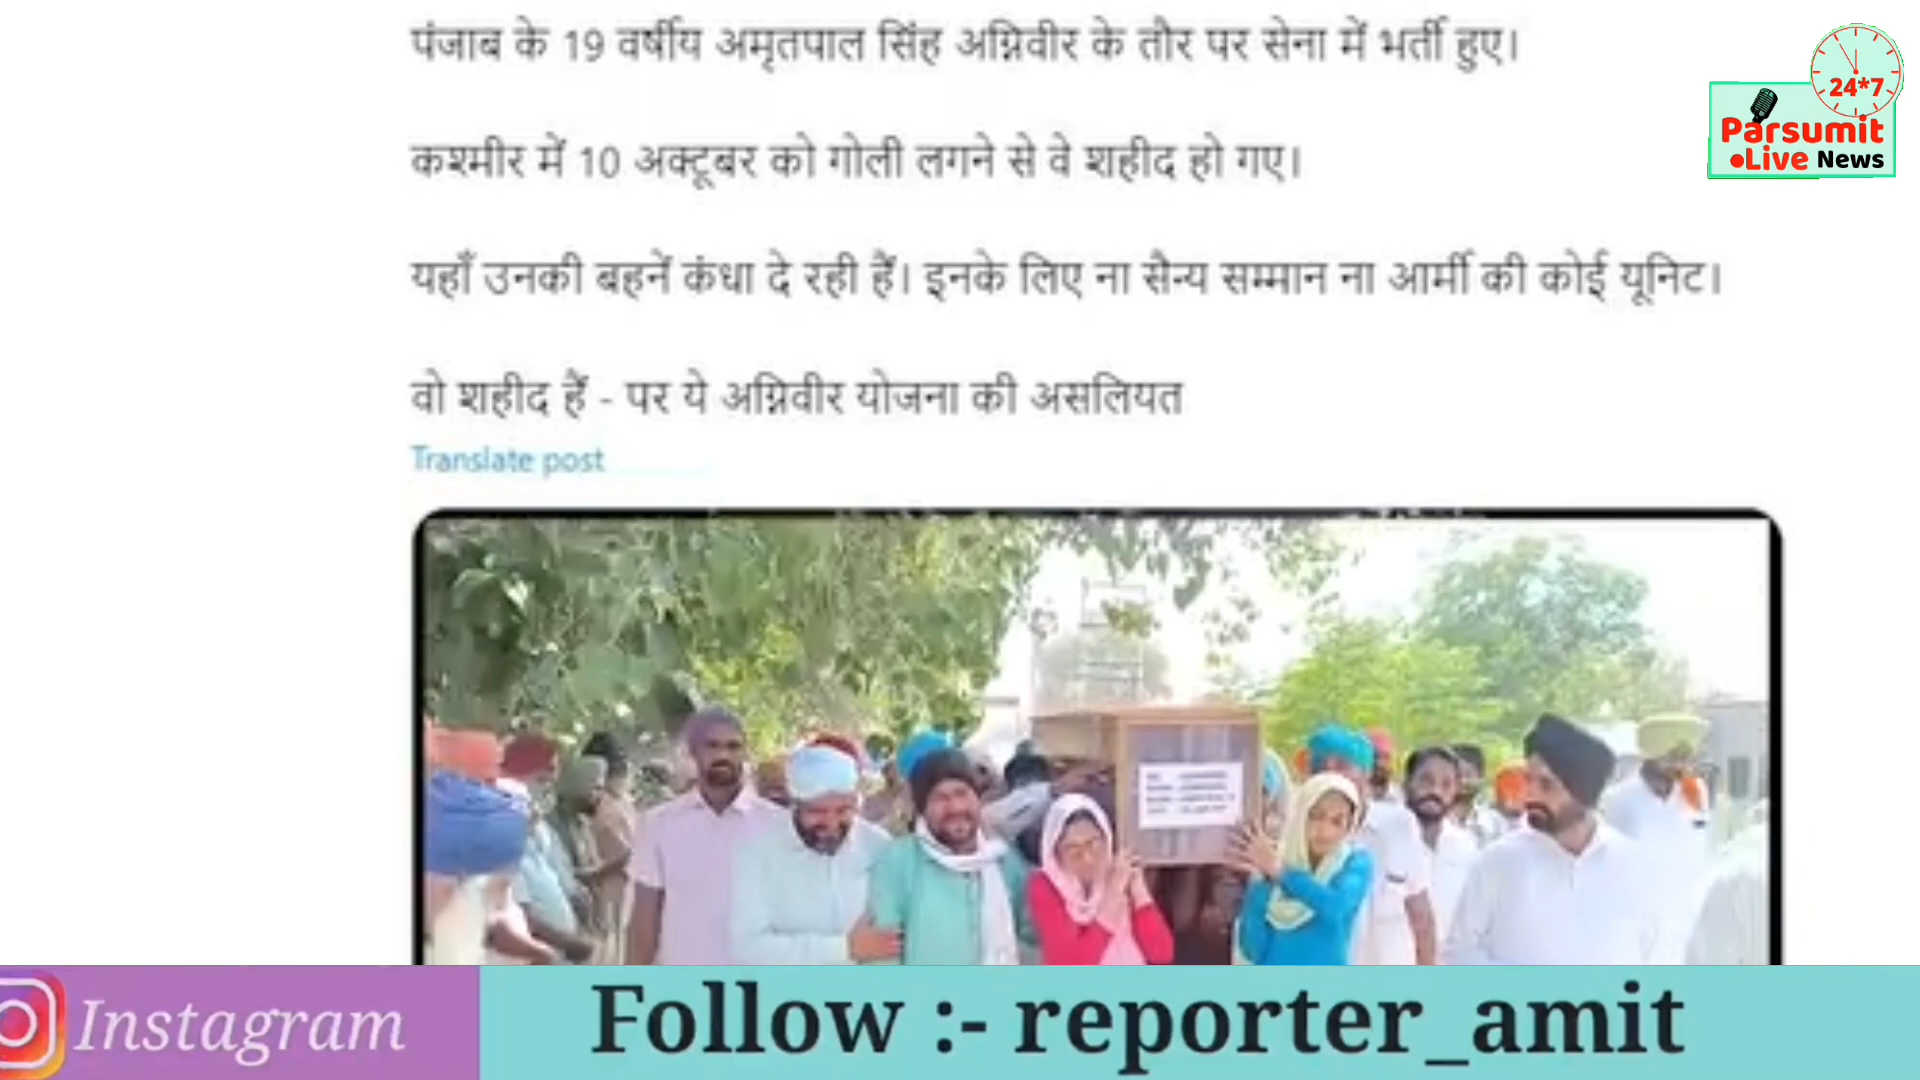 पंजाब के 19 वर्षीय अमृतपाल सिंह अग्निवीर के तौर पर सेना में भर्ती हुए।
24*7
Parsumit
Live News
कश्मीर में 10 अक्टूबर को गोली लगने से वे शहीद हो गए।
यहाँ उनकी बहनें कंधा दे रही हैं। इनके लिए ना सैन्य सम्मान ना आर्मी की कोई यूनिट।
वो शहीद हैं - पर ये अग्निवीर योजना की असलियत
Translate post
Instagram
Follow :- reporter_amit